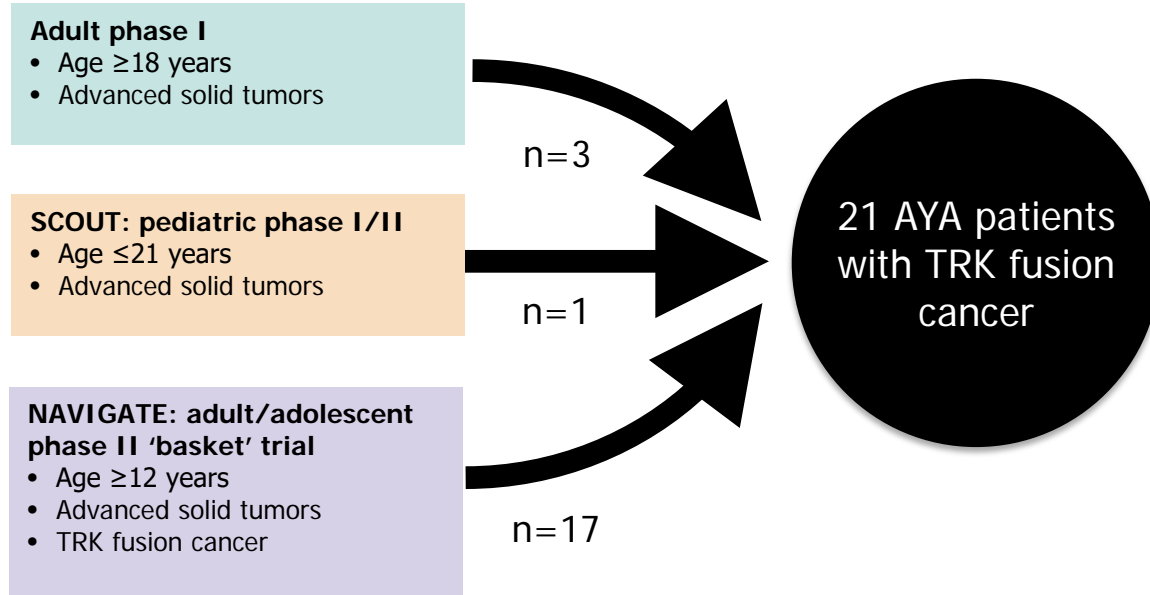 Adult phase I
• Age ≥18 years
• Advanced solid tumors
n=3
SCOUT: pediatric phase I/II
• Age ≤21 years
• Advanced solid tumors
n=1
NAVIGATE: adult/adolescent
phase II ‘basket’ trial
• Age ≥12 years
• Advanced solid tumors
• TRK fusion cancer
n=17
21 AYA patients
with TRK fusion
cancer